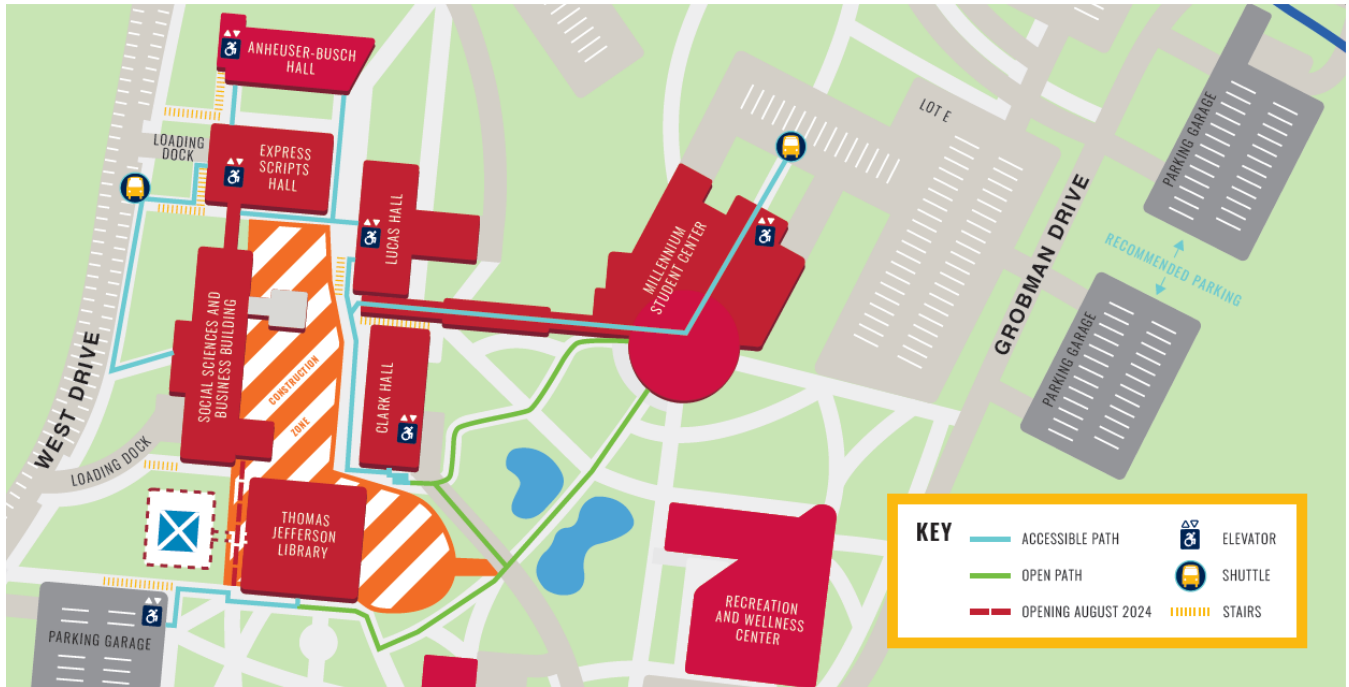 ANHEUSER-BUSCH
HALL
LOADING
DOCK
EXPRESS
SCRIPTS
HALL
LUCAS HALL
LOT E
PARKING GARAGE
MILLENNIUM
STUDENT CENTER
GROBMAN DRIVE
RECOMMENDED PARKING
PARKING GARAGE
WEST DRIVE
SOCIAL SCIENCES AND
BUSINESS BUILDING
CONSTRUCTION
ZONE
CLARK HALL
LOADING DOCK
THOMAS
JEFFERSON
LIBRARY
PARKING GARAGE
RECREATION
AND WELLNESS
CENTER
KEY
ACCESSIBLE PATH
ELEVATOR
OPEN PATH
SHUTTLE
OPENING AUGUST 2024
STAIRS